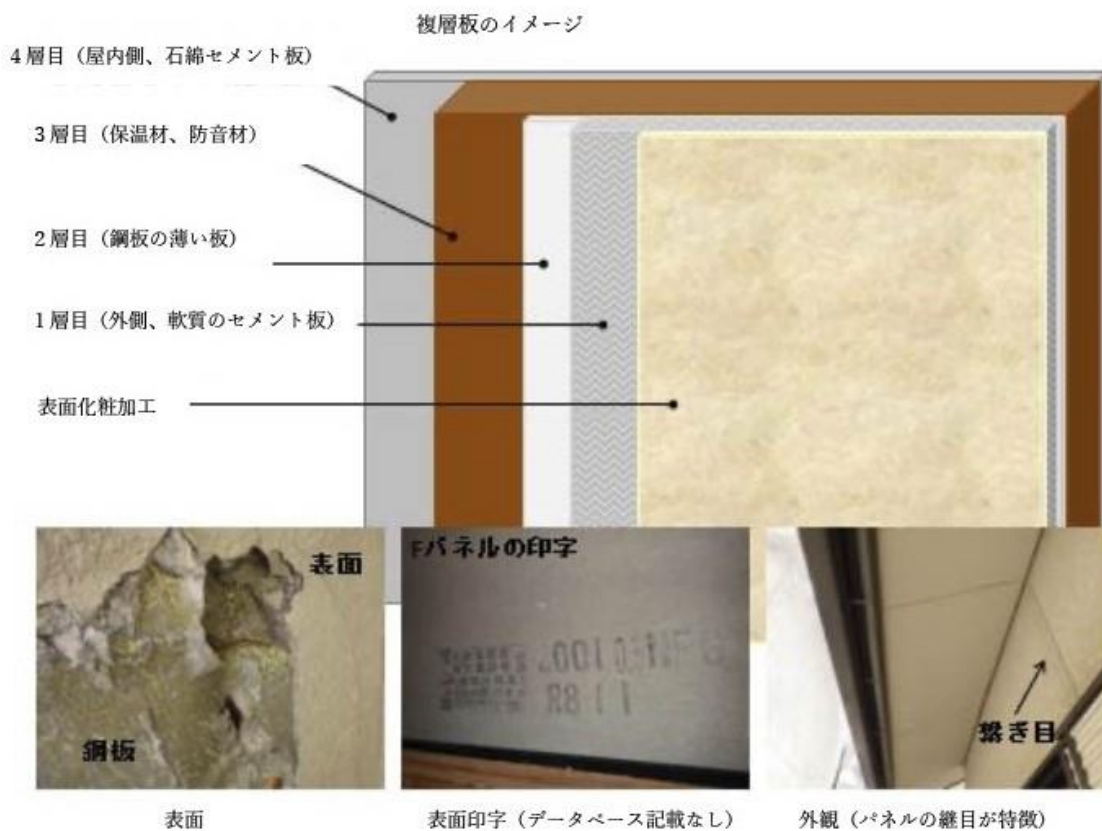 複層板のイメージ
4層目（屋内側、石綿セメント板）
3層目（保温材、防音材）
2層目（鋼板の薄い板）
1層目（外側、軟質のセメント板）
表面化粧加工
表面
鋼板
Fパネルの印字
繋ぎ目
表面
表面印字（データベース記載なし）
外観（パネルの継目が特徴）